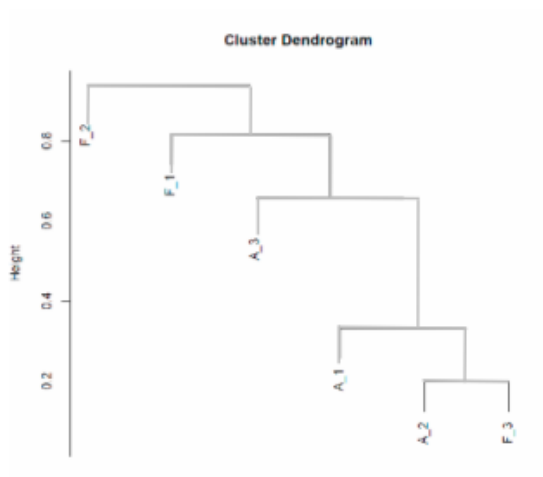 Cluster Dendrogram
Height
0.8
0.6
0.4
0.2
F_2
F_1
A_3
A_1
A_2
F_3